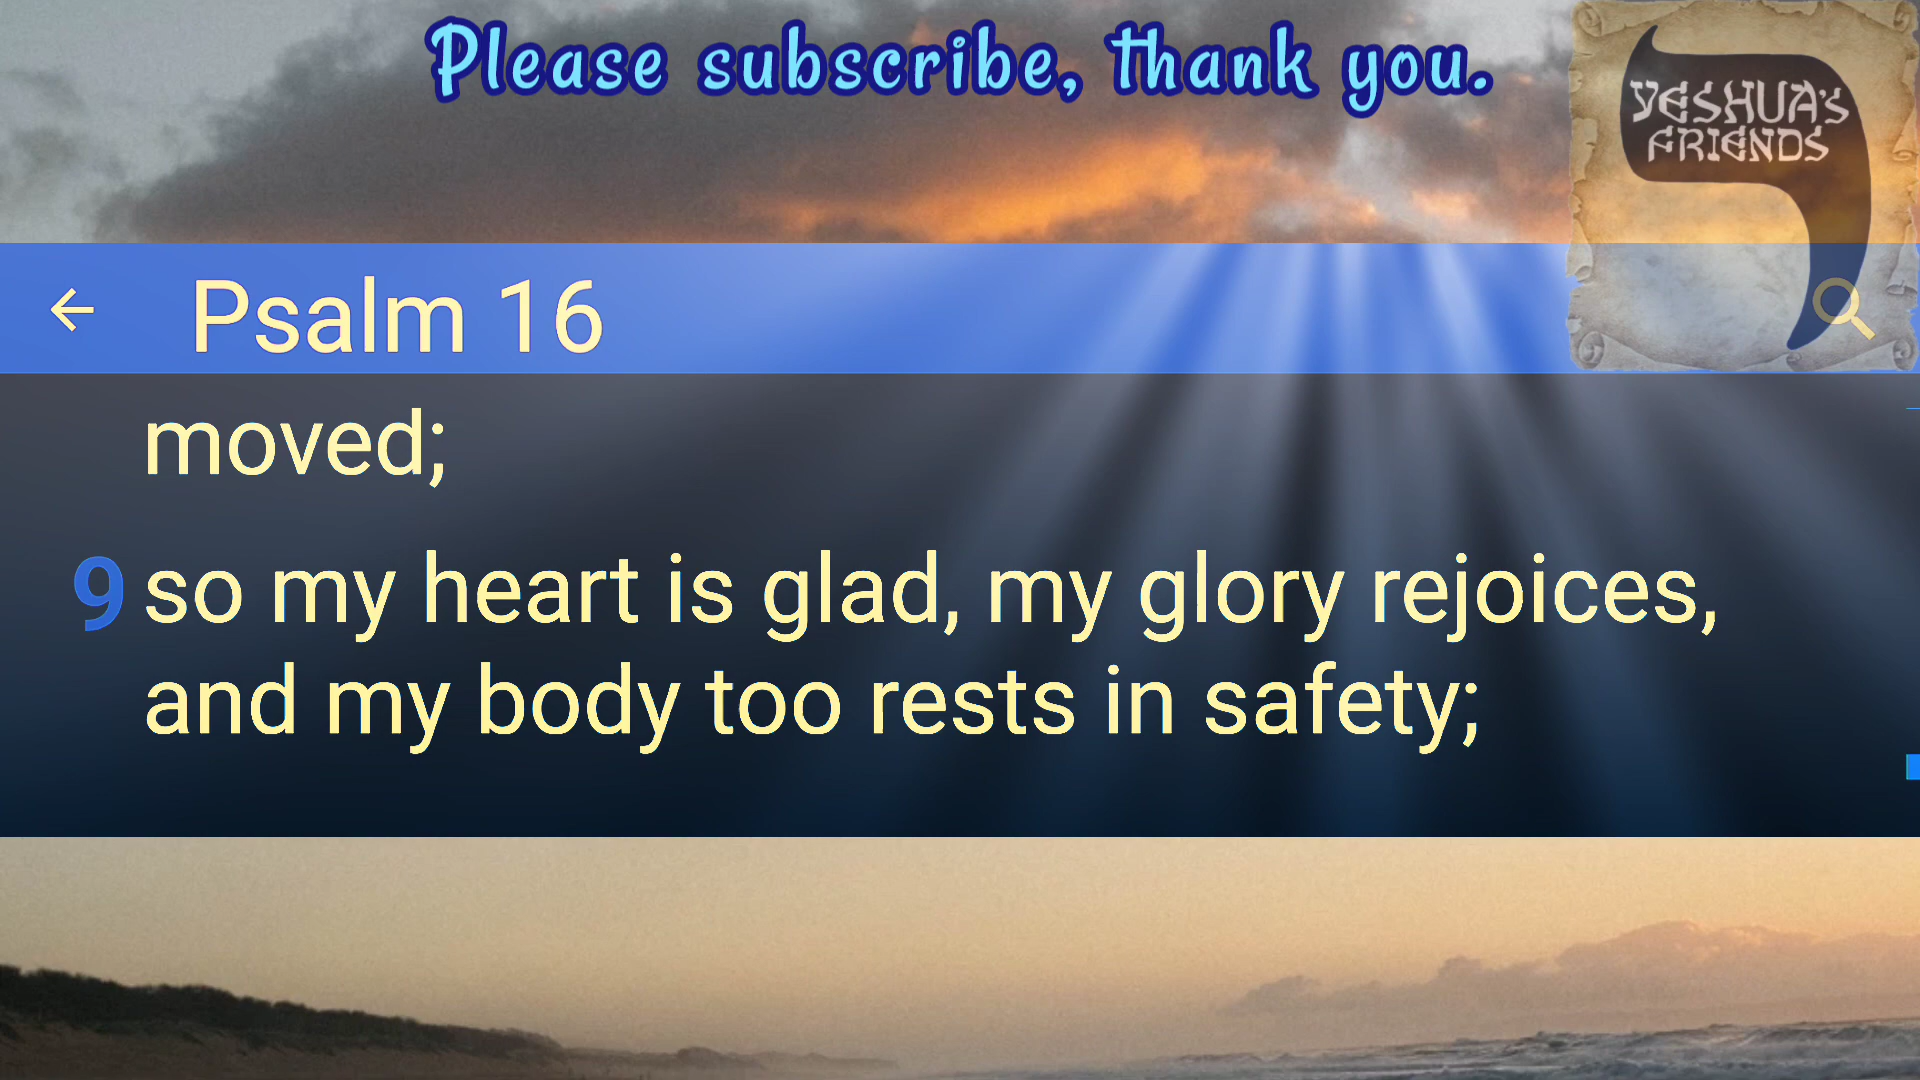 Please subscribe, thank you.
YESHUA'S
FRIENDS
Psalm 16
moved;
9 so my heart is glad, my glory rejoices,
and my body too rests in safety;